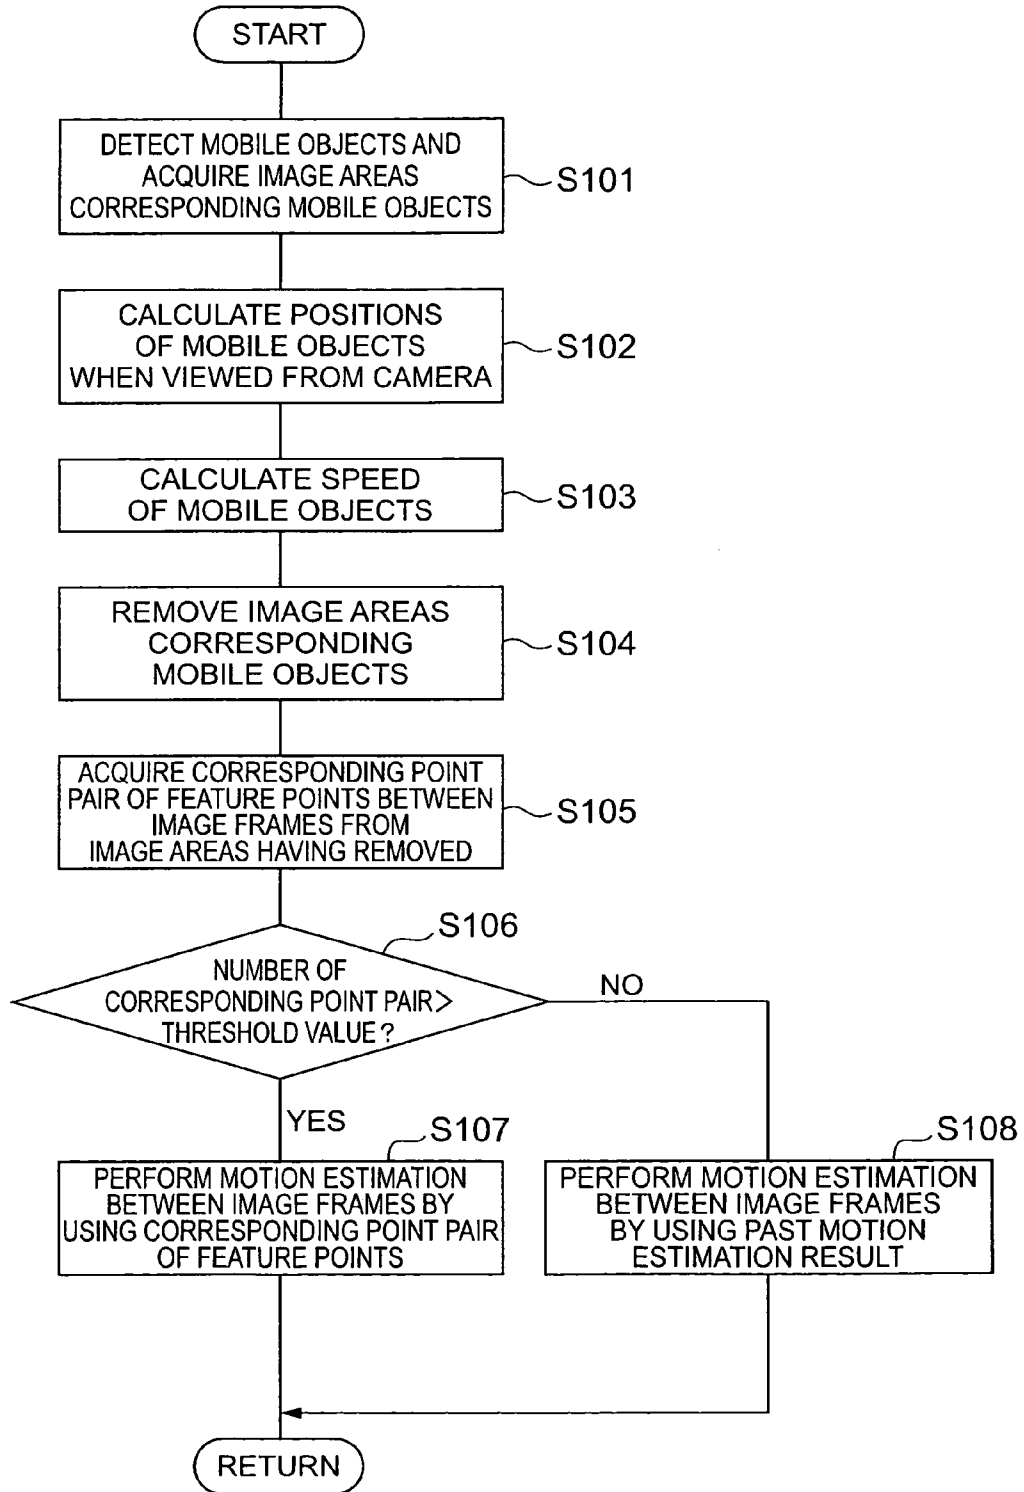 START
DETECT MOBILE OBJECTS AND
ACQUIRE IMAGE AREAS
CORRESPONDING MOBILE OBJECTS
S101
CALCULATE POSITIONS
OF MOBILE OBJECTS
WHEN VIEWED FROM CAMERA
S102
CALCULATE SPEED
OF MOBILE OBJECTS
S103
REMOVE IMAGE AREAS
CORRESPONDING
MOBILE OBJECTS
S104
ACQUIRE CORRESPONDING POINT
PAIR OF FEATURE POINTS BETWEEN
IMAGE FRAMES FROM
IMAGE AREAS HAVING REMOVED
S105
S106
NUMBER OF
CORRESPONDING POINT PAIR>
THRESHOLD VALUE?
NO
YES
S107
PERFORM MOTION ESTIMATION
BETWEEN IMAGE FRAMES BY
USING CORRESPONDING POINT PAIR
OF FEATURE POINTS
S108
PERFORM MOTION ESTIMATION
BETWEEN IMAGE FRAMES
BY USING PAST MOTION
ESTIMATION RESULT
RETURN